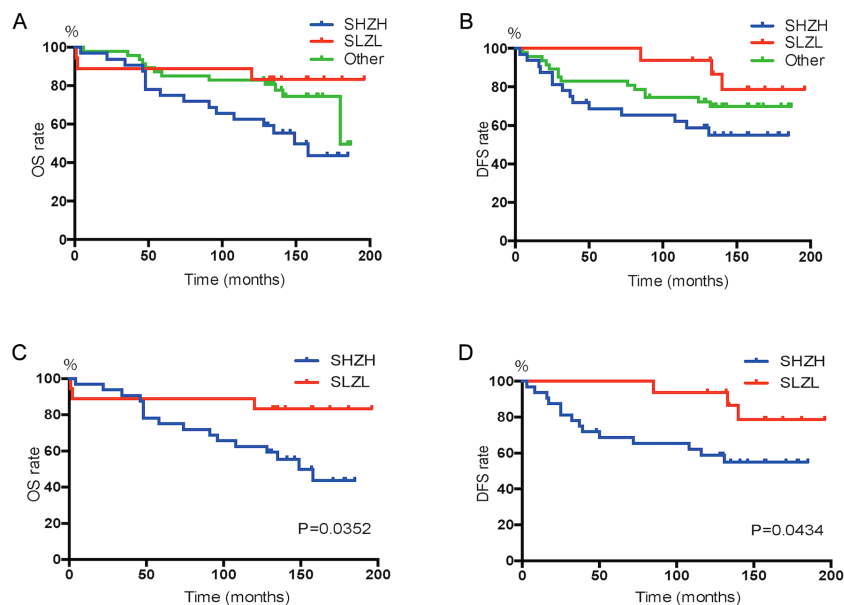 A
%
SHZH
SLZL
Other
100
80
60
40
20
0
OS rate
0 50 100 150 200
Time (months)
B
%
SHZH
SLZL
Other
100
80
60
40
20
0
DFS rate
0 50 100 150 200
Time (months)
C
%
SHZH
SLZL
100
80
60
40
20
0
OS rate
P=0.0352
0 50 100 150 200
Time (months)
D
%
SHZH
SLZL
100
80
60
40
20
0
DFS rate
P=0.0434
0 50 100 150 200
Time (months)